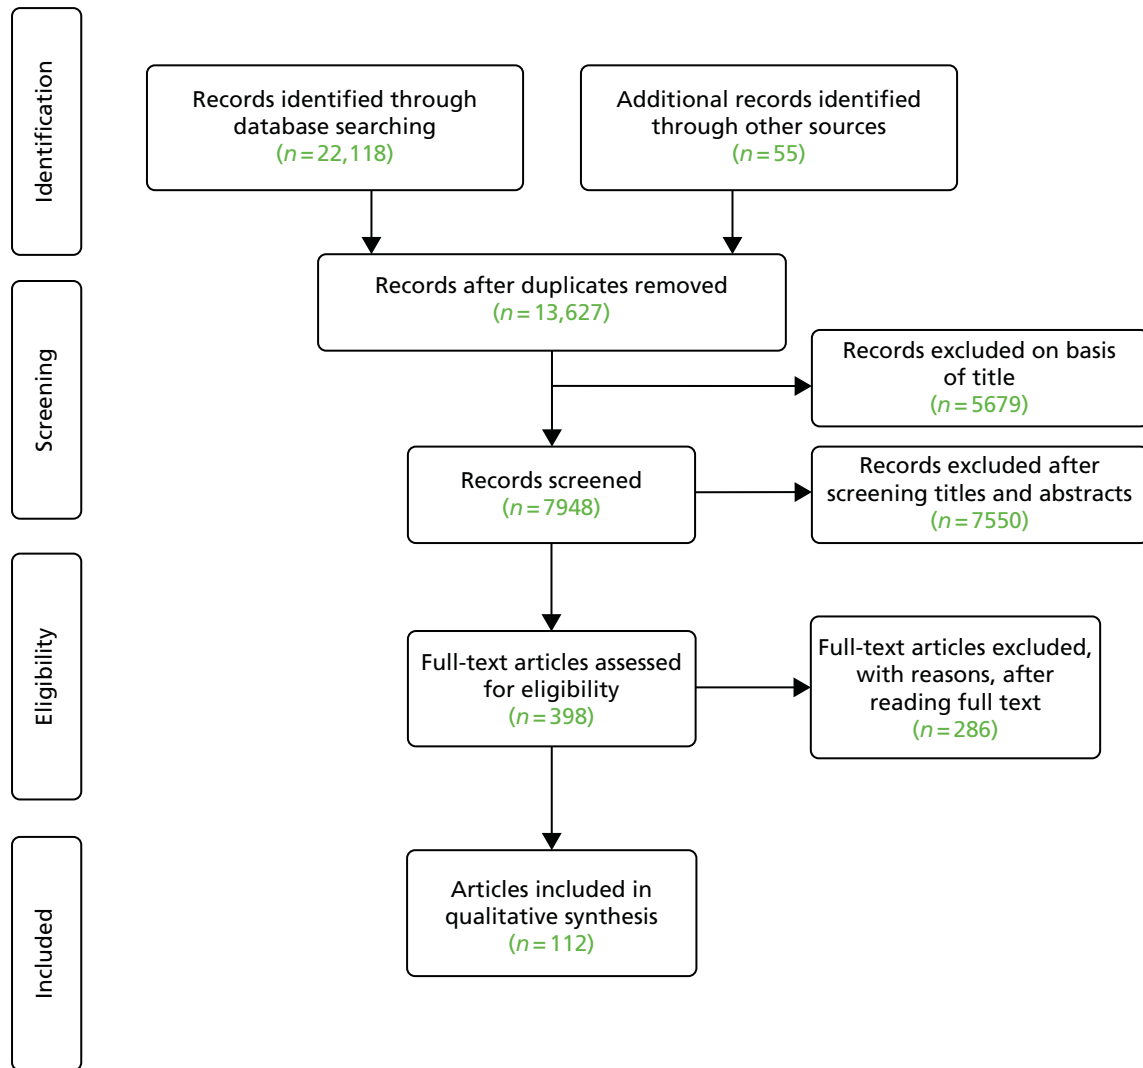 Identification
Records identified through
database searching
(n = 22,118)
Additional records identified
through other sources
(n = 55)
Records after duplicates removed
(n = 13,627)
Screening
Records excluded on basis
of title
(n = 5679)
Records screened
(n = 7948)
Records excluded after
screening titles and abstracts
(n = 7550)
Eligibility
Full-text articles assessed
for eligibility
(n = 398)
Full-text articles excluded,
with reasons, after
reading full text
(n = 286)
Included
Articles included in
qualitative synthesis
(n = 112)